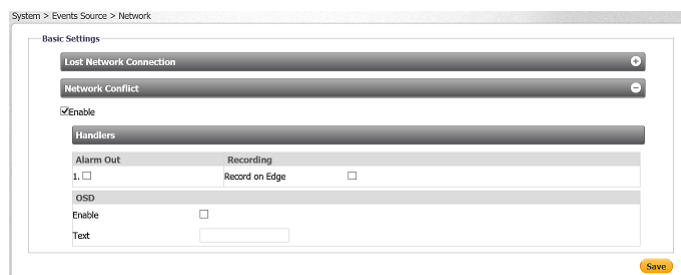 System > Events Source > Network
Basic Settings
Lost Network Connection
Network Conflict
Enable
Handlers
Alarm Out Recording
1. Record on Edge
OSD
Enable
Text
Save